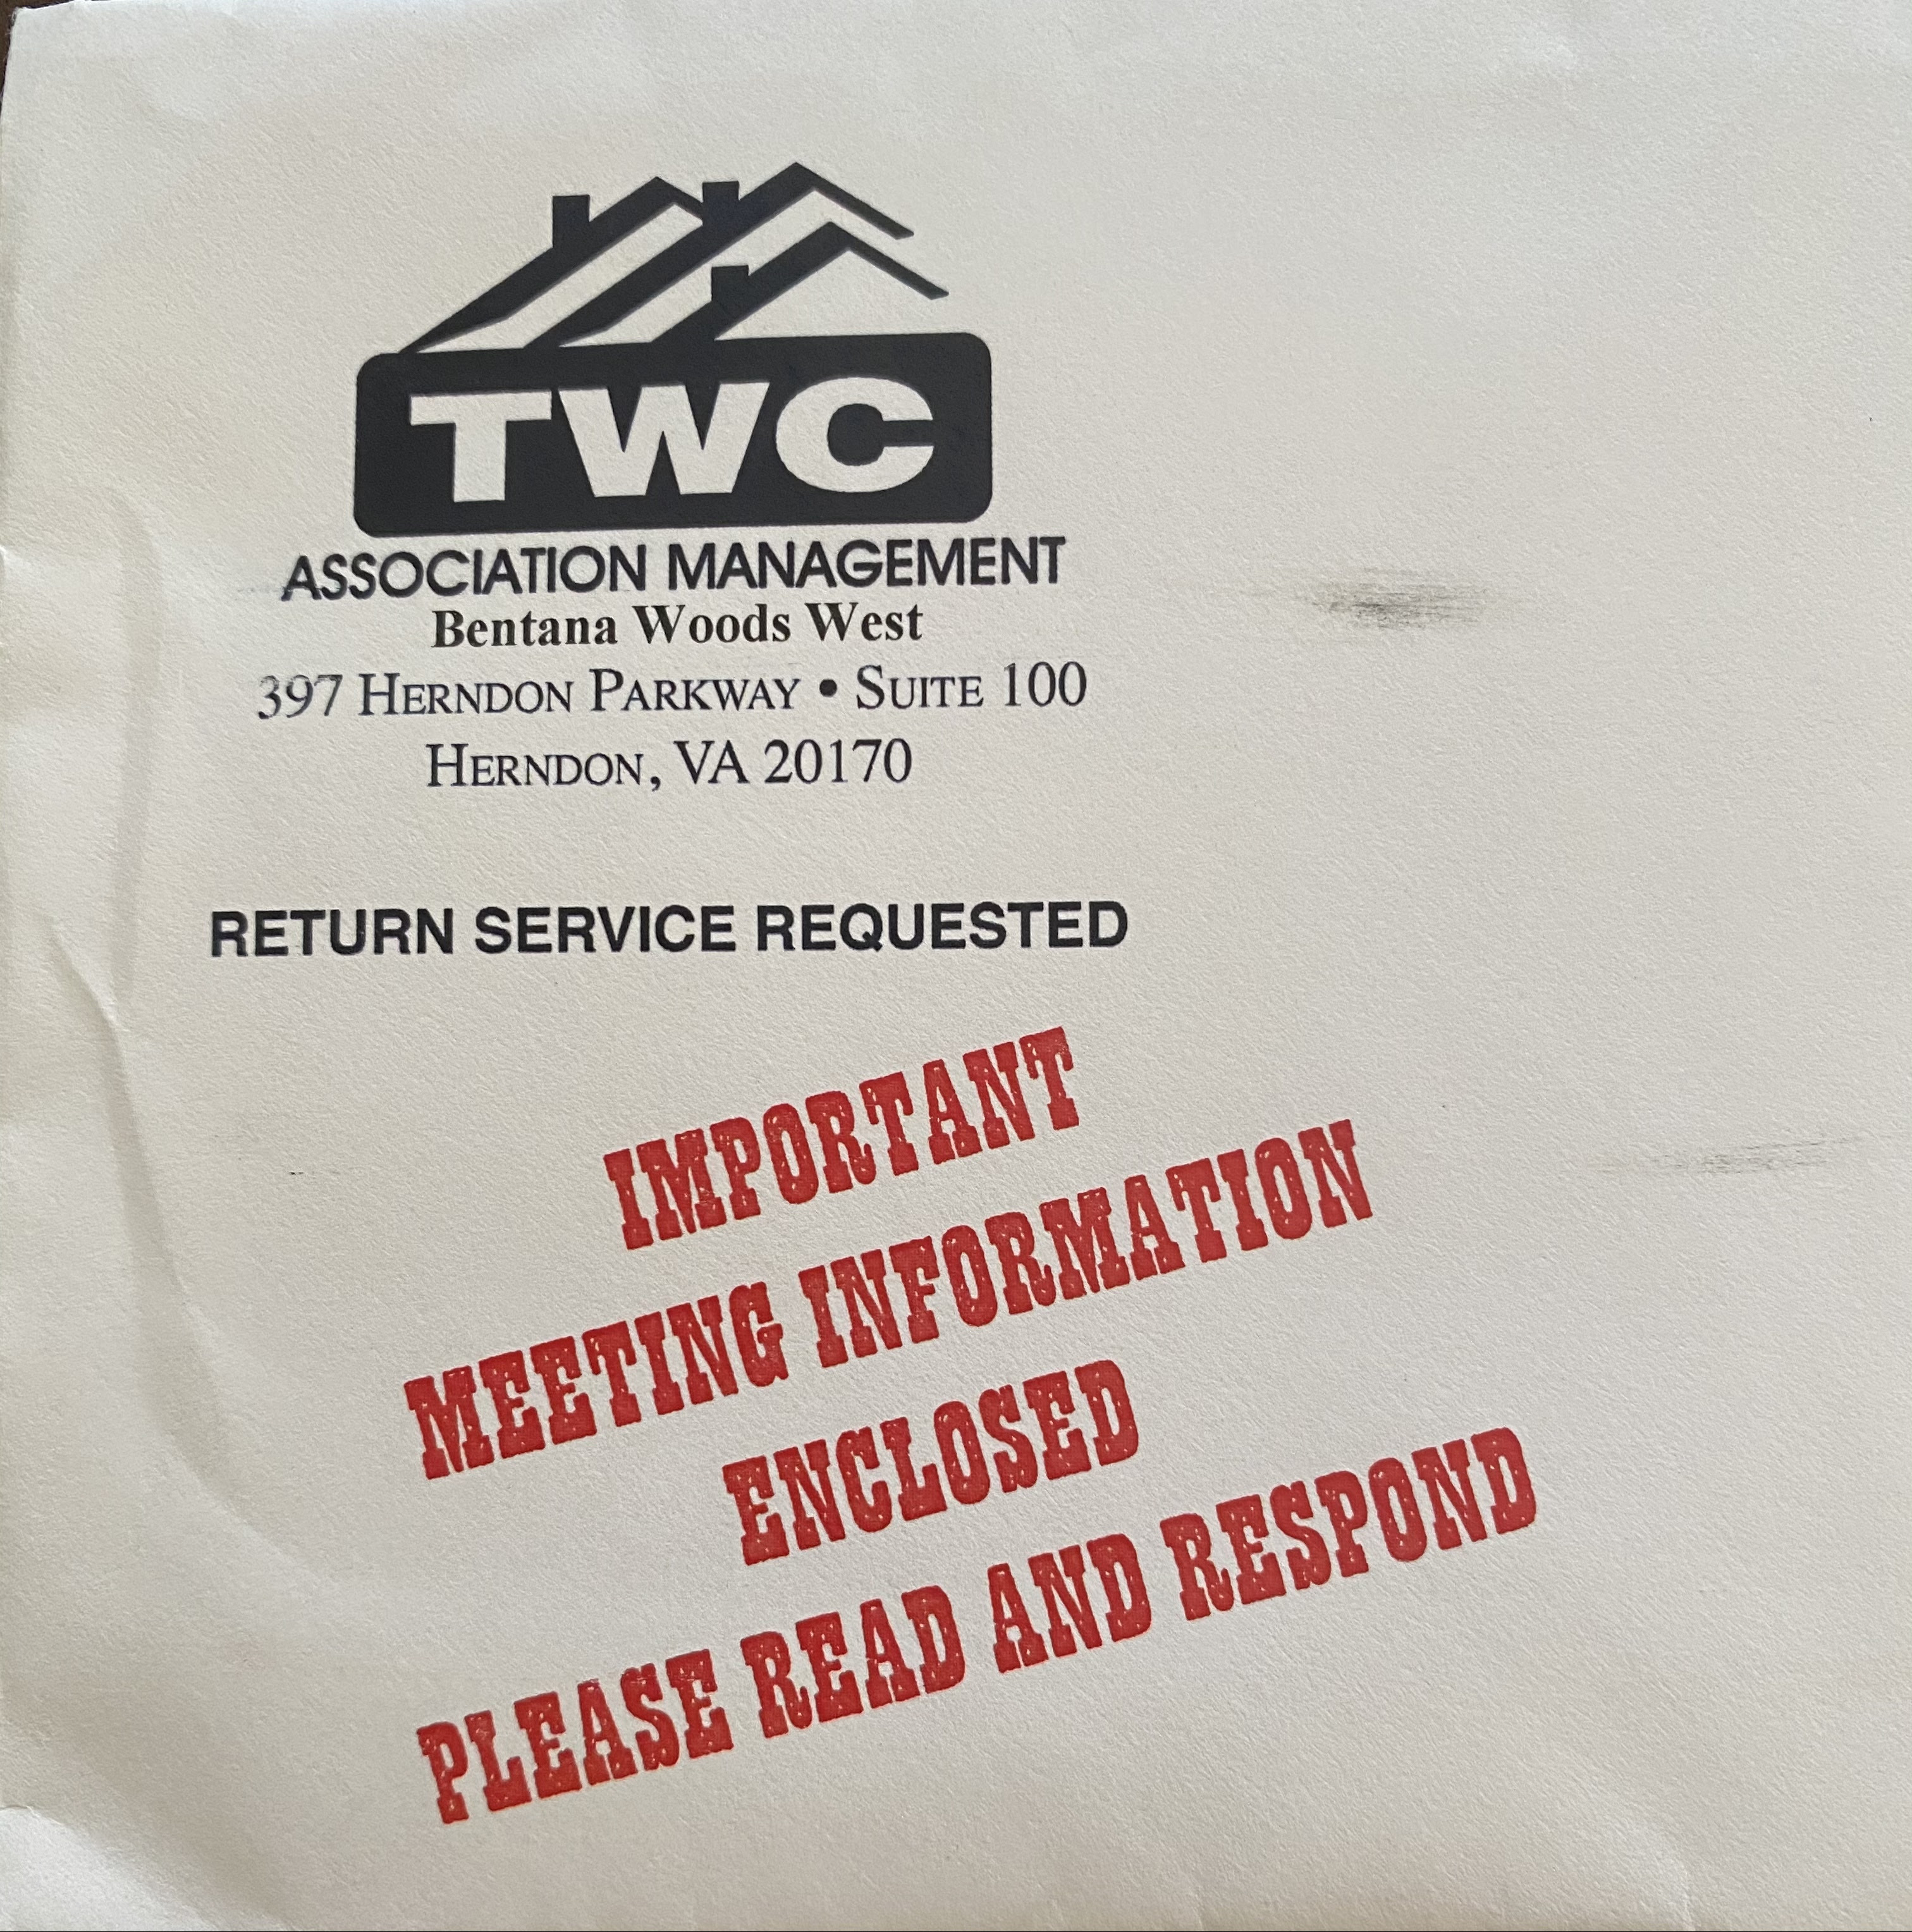 TWC
ASSOCIATION MANAGEMENT
Bentana Woods West
397 HERNDON PARKWAY • SUITE 100
HERNDON, VA 20170
RETURN SERVICE REQUESTED
IMPORTANT
MEETING INFORMATION
ENCLOSED
PLEASE READ AND RESPOND